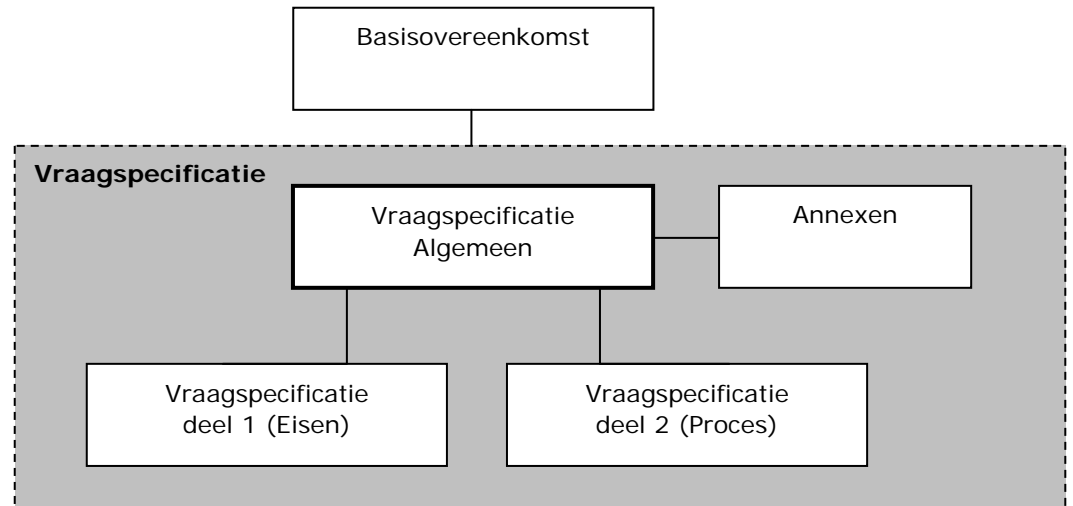 Basisovereenkomst
Vraagspecificatie
Vraagspecificatie
Algemeen
Annexen
Vraagspecificatie
deel 1 (Eisen)
Vraagspecificatie
deel 2 (Proces)